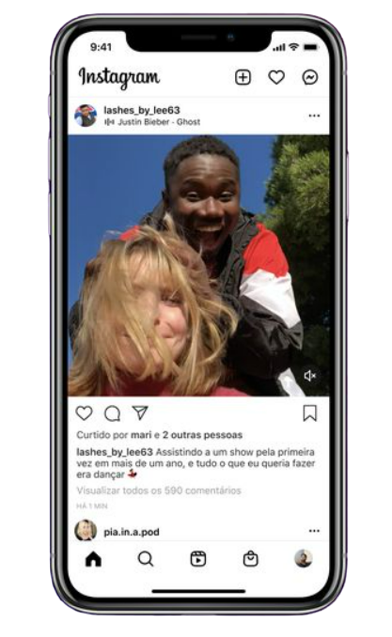 9:41
Instagram
lashes_by_lee63
Justin Bieber · Ghost
Curtido por mari e 2 outras pessoas
lashes_by_lee63 Assistindo a um show pela primeira
vez em mais de um ano, e tudo o que eu queria fazer
era dançar 💃
Visualizar todos os 590 comentários
HÁ 1 MIN
pia.in.a.pod